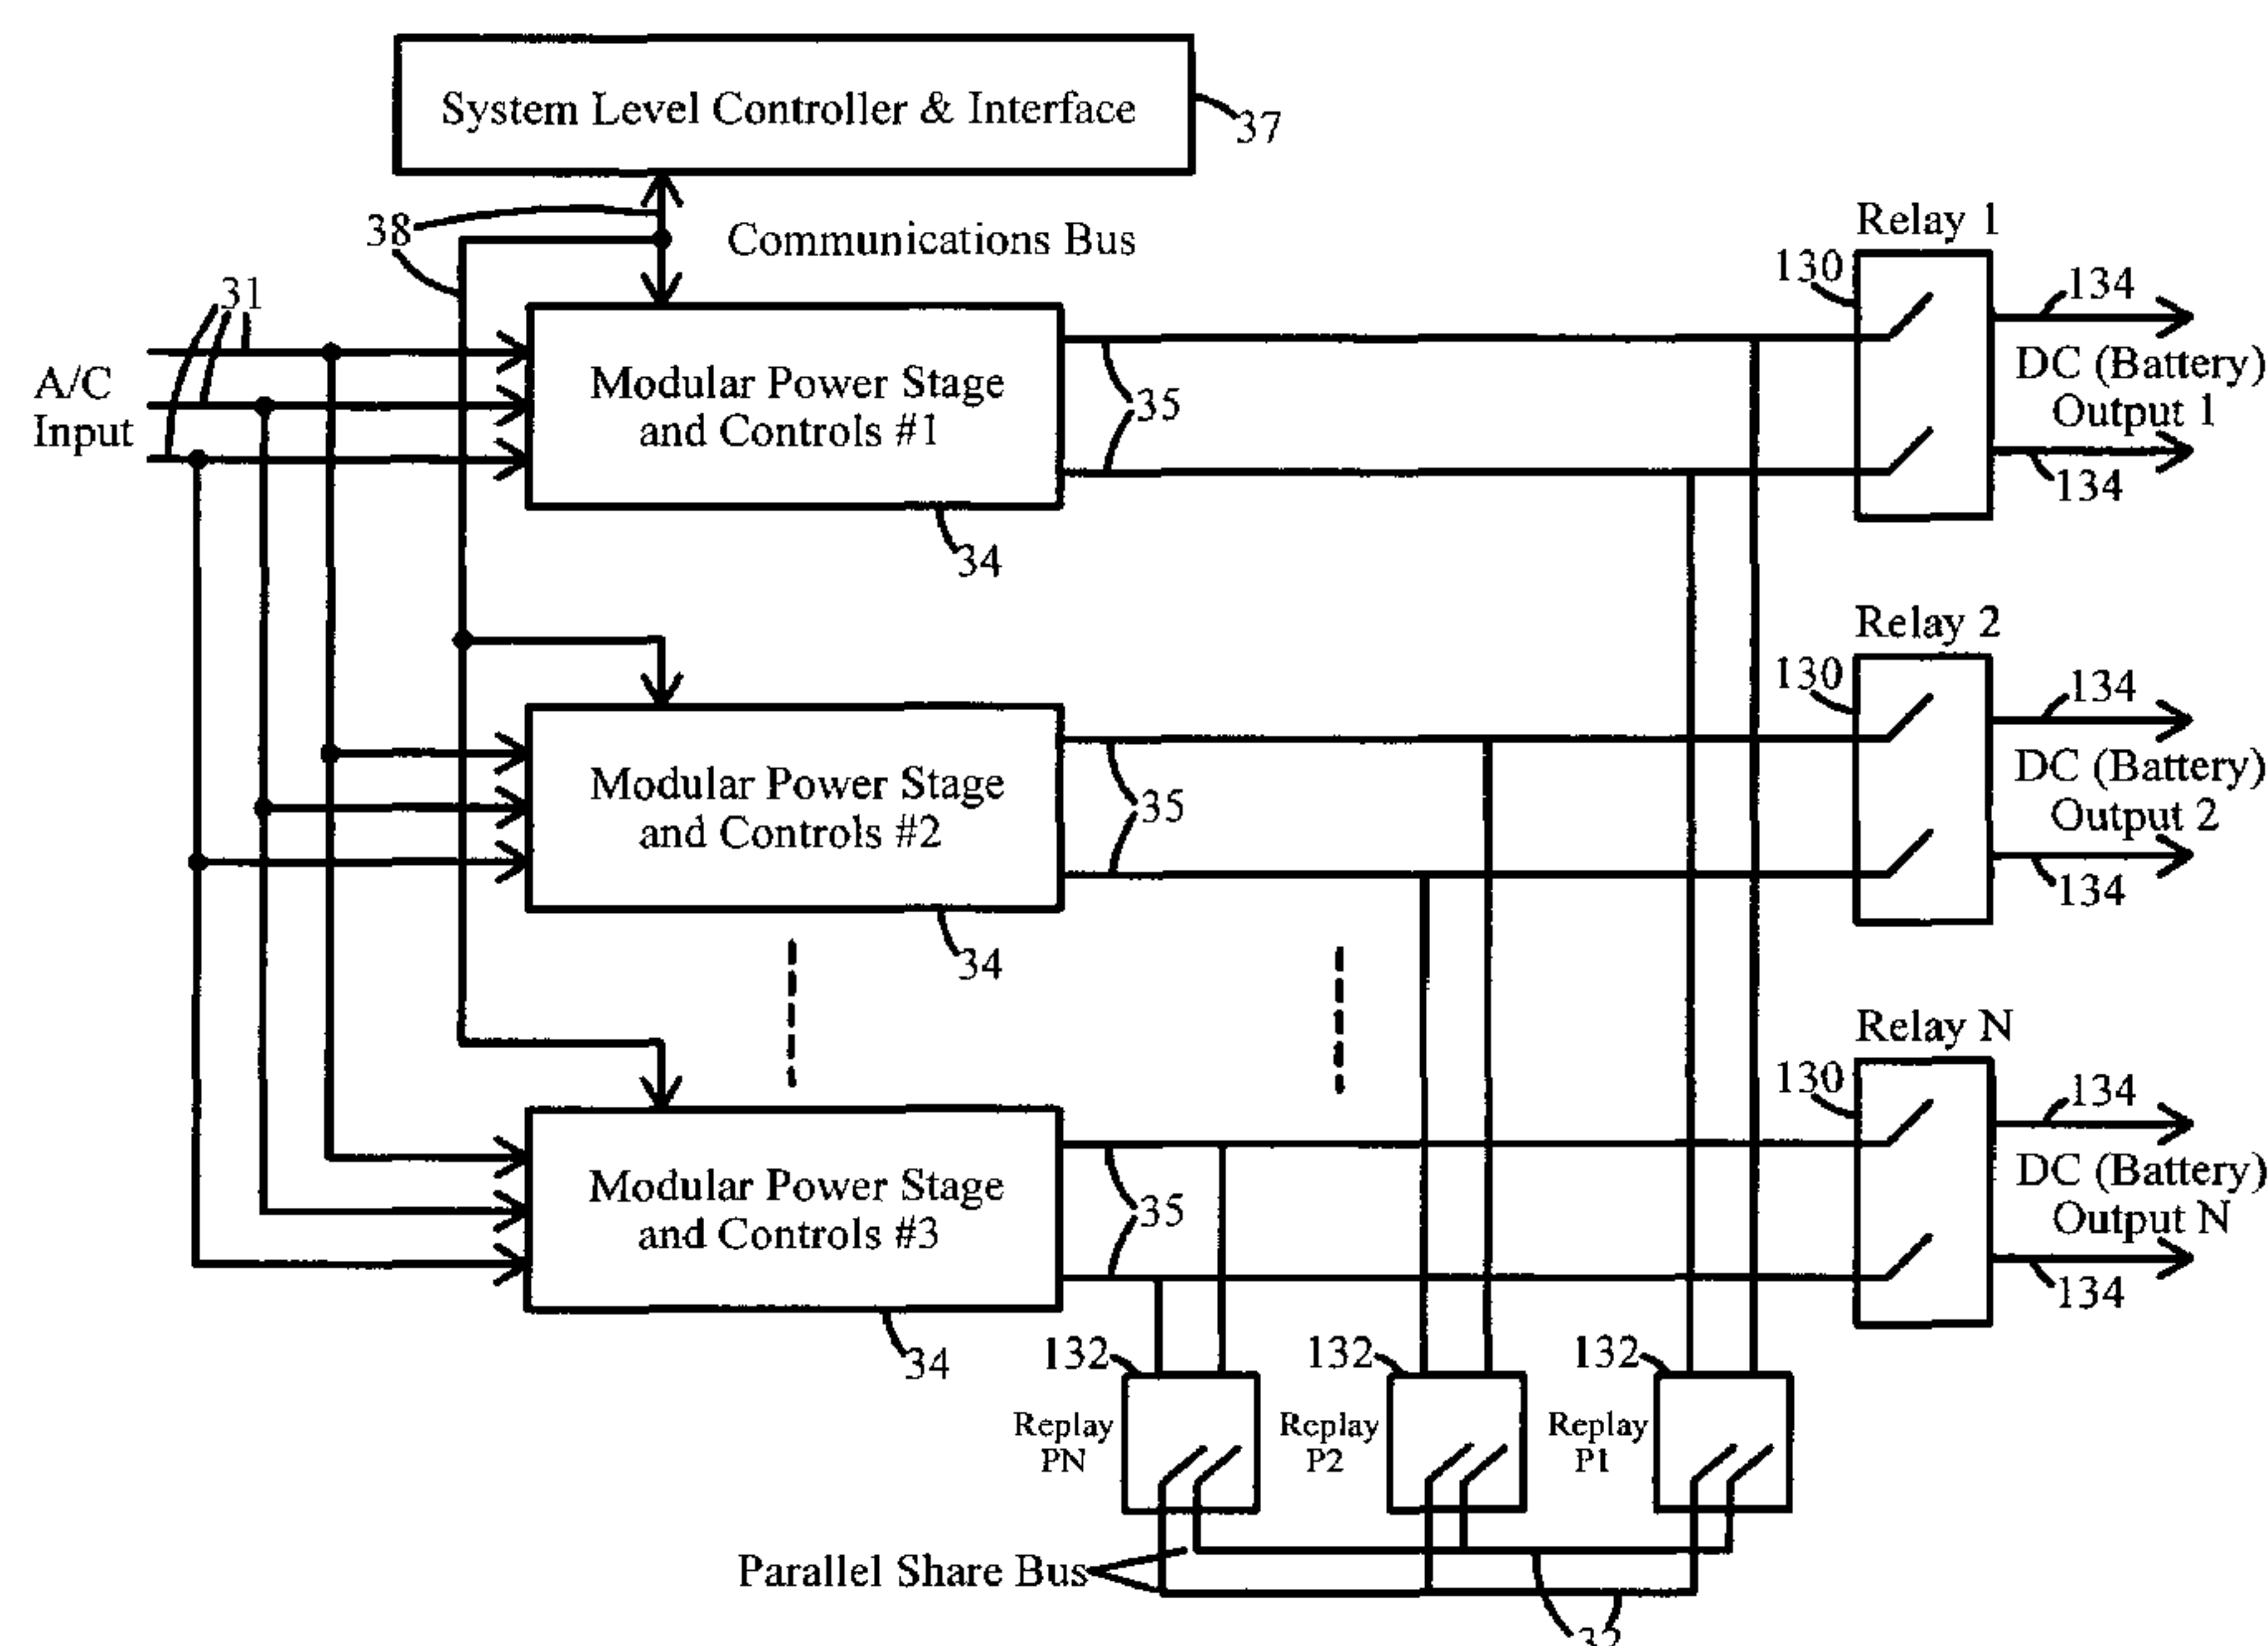 System Level Controller & Interface
37
38
Communications Bus
31
A/C
Input
Modular Power Stage
and Controls #1
35
34
Relay 1
130
134
DC (Battery)
Output 1
134
Modular Power Stage
and Controls #2
35
34
Relay 2
130
134
DC (Battery)
Output 2
134
Modular Power Stage
and Controls #3
35
34
Relay N
130
134
DC (Battery)
Output N
134
132
132
132
Replay
PN
Replay
P2
Replay
P1
Parallel Share Bus
32